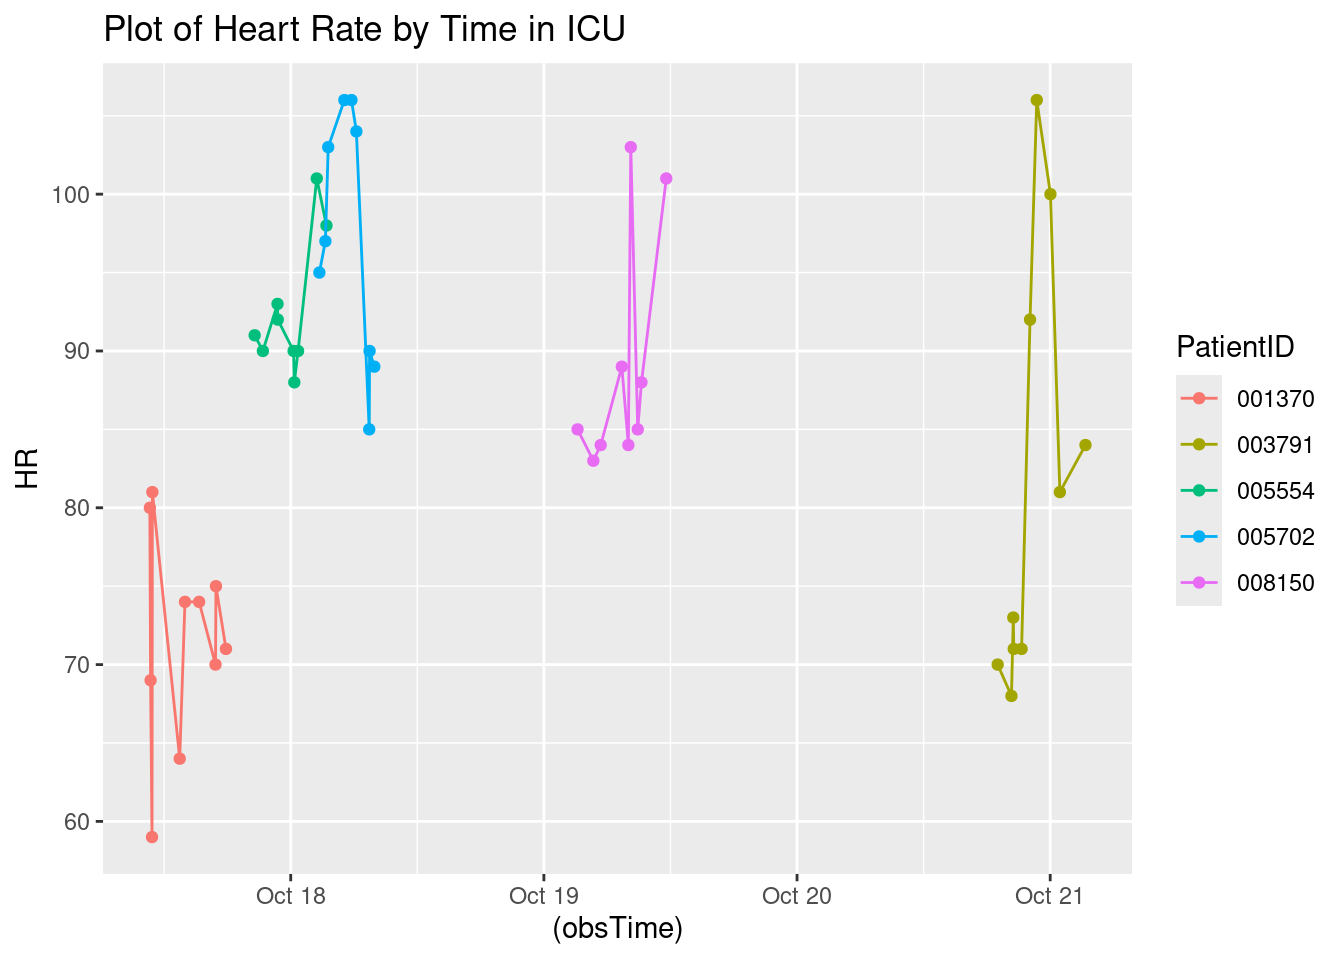 Plot of Heart Rate by Time in ICU
HR
100
90
80
70
60
Oct 18
Oct 19
Oct 20
Oct 21
(obsTime)
PatientID
001370
003791
005554
005702
008150